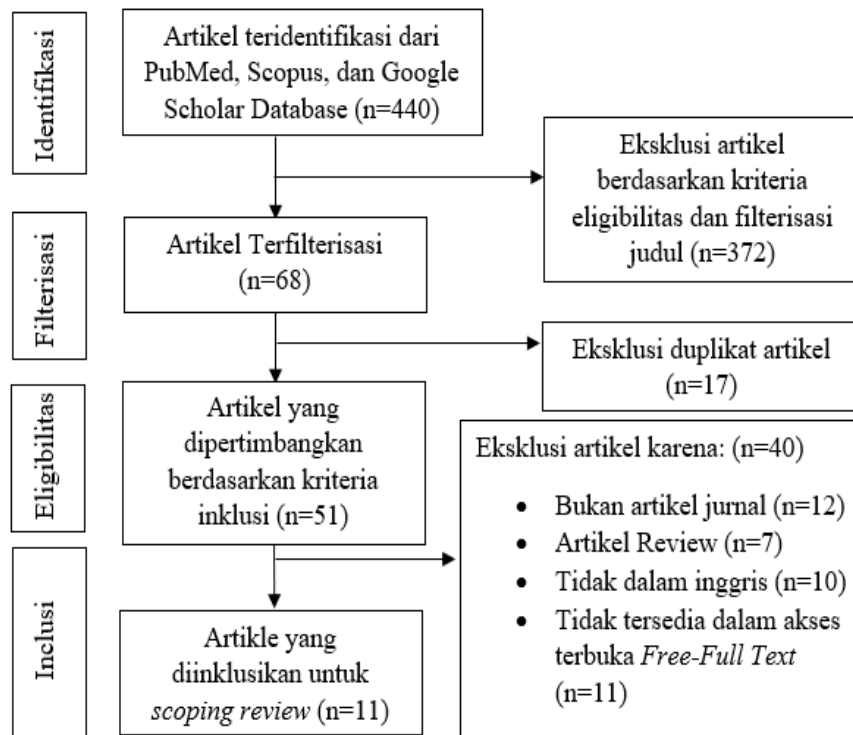 Identifikasi
Artikel teridentifikasi dari
PubMed, Scopus, dan Google
Scholar Database (n=440)
Eksklusi artikel
berdasarkan kriteria
eligibilitas dan filterisasi
judul (n=372)
Filterisasi
Artikel Terfilterisasi
(n=68)
Eksklusi duplikat artikel
(n=17)
Eligibilitas
Artikel yang
dipertimbangkan
berdasarkan kriteria
inklusi (n=51)
Eksklusi artikel karena: (n=40)
• Bukan artikel jurnal (n=12)
• Artikel Review (n=7)
• Tidak dalam inggris (n=10)
• Tidak tersedia dalam akses
terbuka Free-Full Text
(n=11)
Inclusi
Artikle yang
diinklusikan untuk
scoping review (n=11)